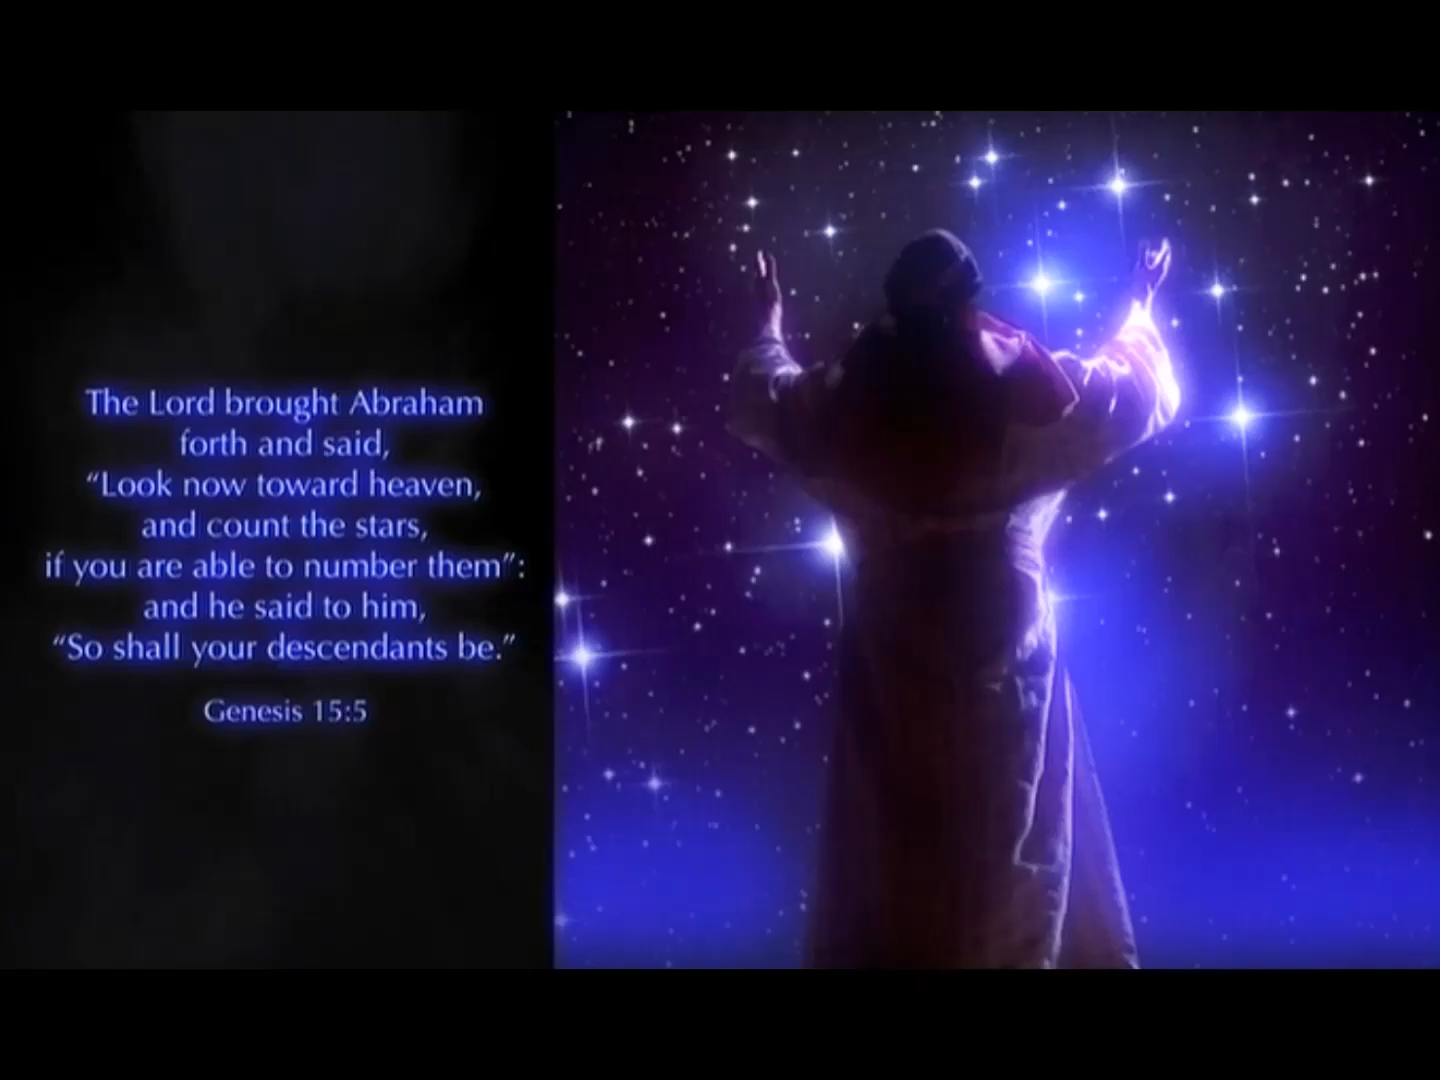 The Lord brought Abraham
forth and said,
“Look now toward heaven,
and count the stars,
if you are able to number them”:
and he said to him,
“So shall your descendants be.”
Genesis 15:5